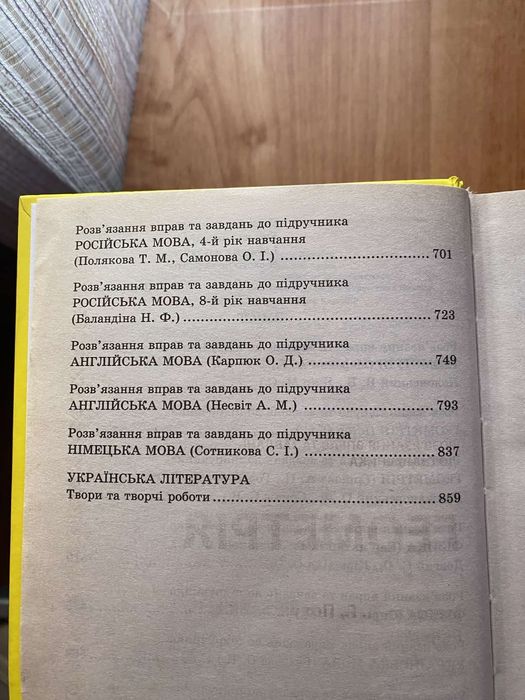 Розв'язання вправ та завдань до підручника
РОСІЙСЬКА МОВА, 4-й рік навчання
(Полякова Т. М., Самонова О. І.) ........................................ 701
Розв'язання вправ та завдань до підручника
РОСІЙСЬКА МОВА, 8-й рік навчання
(Баландіна Н. Ф.) ................................................................ 723
Розв'язання вправ та завдань до підручника
АНГЛІЙСЬКА МОВА (Карпюк О. Д.) ................................ 749
Розв'язання вправ та завдань до підручника
АНГЛІЙСЬКА МОВА (Несвіт А. М.) ................................. 793
Розв'язання вправ та завдань до підручника
НІМЕЦЬКА МОВА (Сотникова С. І.) ................................... 837
УКРАЇНСЬКА ЛІТЕРАТУРА
Твори та творчі роботи ........................................................ 859